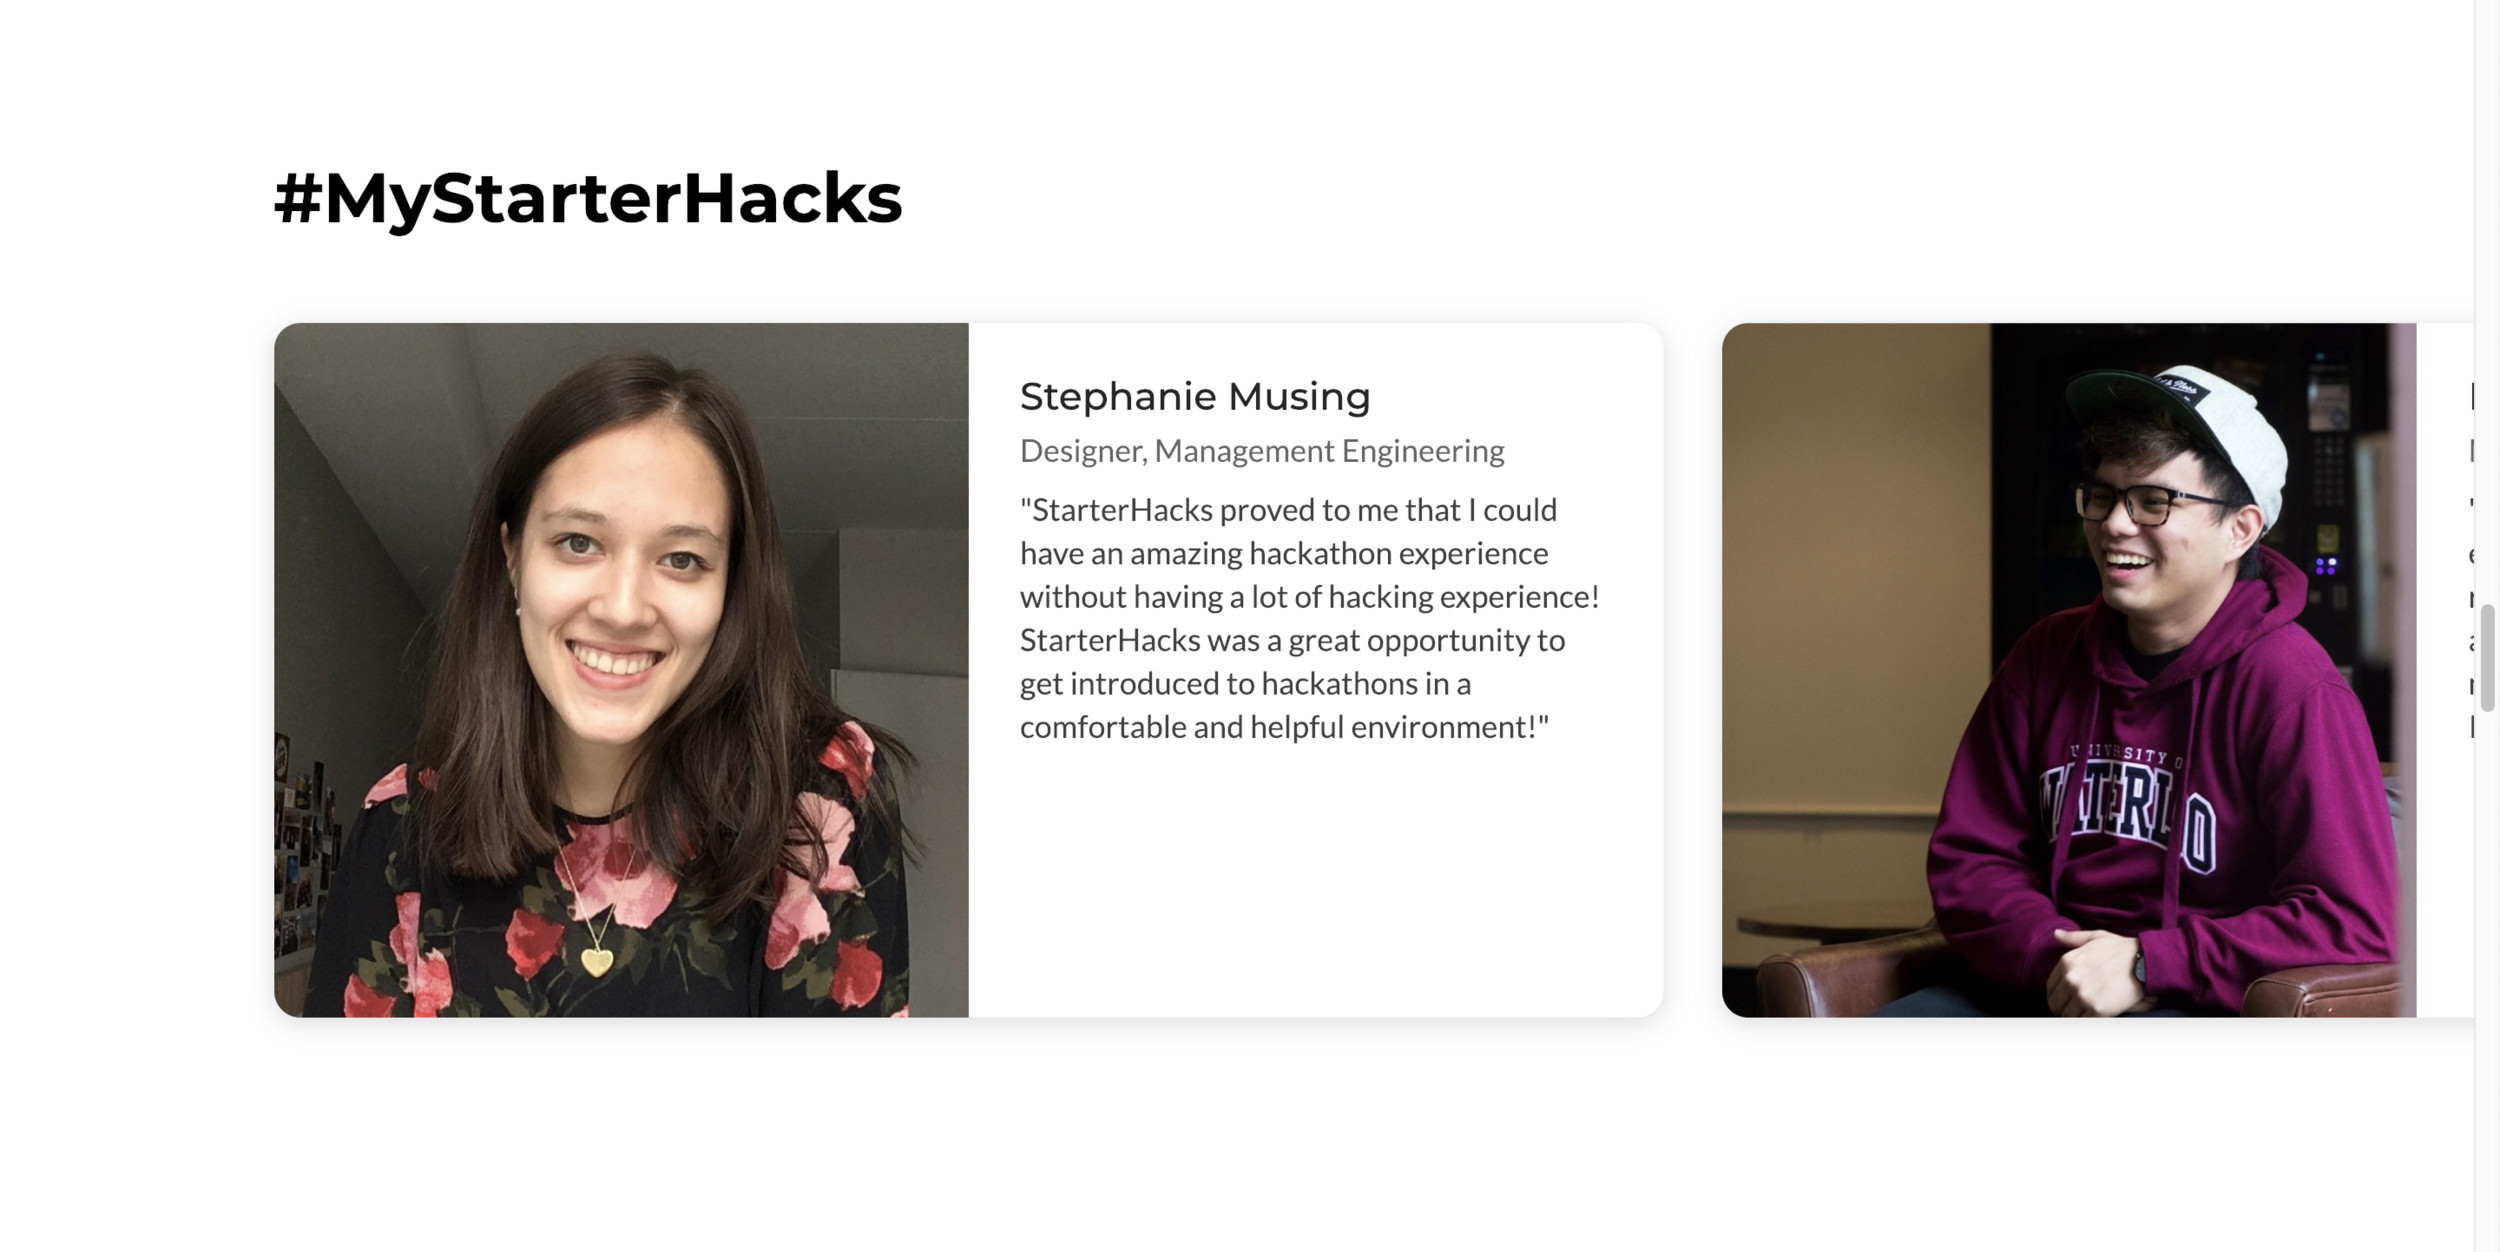 #MyStarterHacks
Stephanie Musing
Designer, Management Engineering
"StarterHacks proved to me that I could
have an amazing hackathon experience
without having a lot of hacking experience!
StarterHacks was a great opportunity to
get introduced to hackathons in a
comfortable and helpful environment!"
UNIVERSITY O
WATERLOO